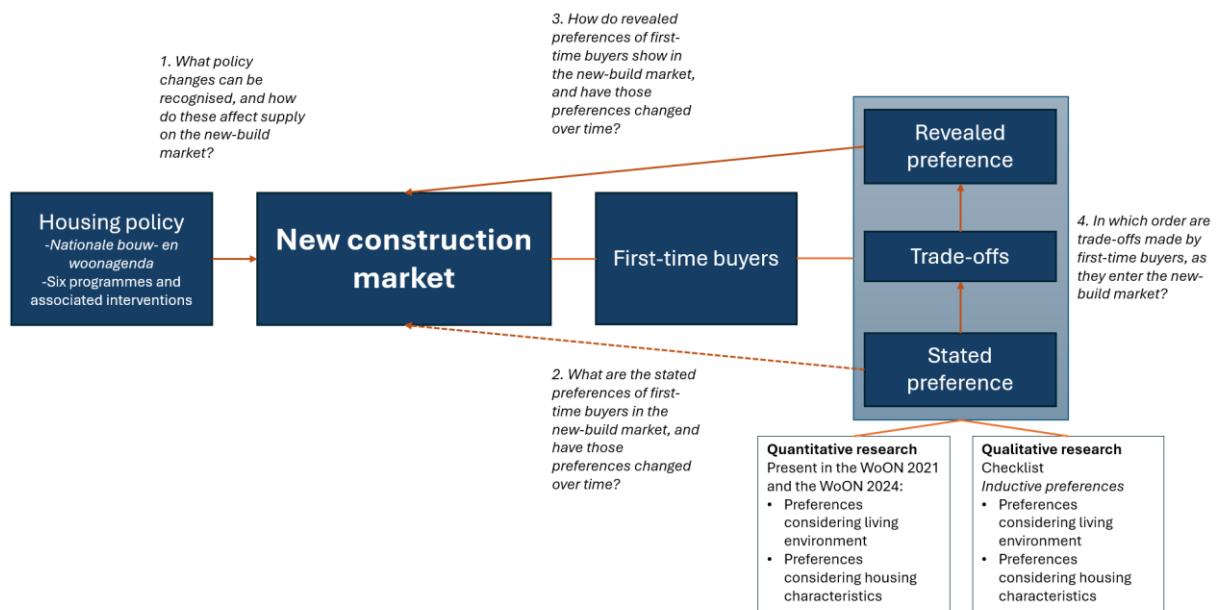 1. What policy
changes can be
recognised, and how
do these affect supply
on the new-build
market?
3. How do revealed
preferences of first-
time buyers show in
the new-build market,
and have those
preferences changed
over time?
Housing policy
-Nationale bouw- en
woonagenda
-Six programmes and
associated interventions
New construction
market
First-time buyers
Revealed
preference
Trade-offs
Stated
preference
4. In which order are
trade-offs made by
first-time buyers, as
they enter the new-
build market?
2. What are the stated
preferences of first-
time buyers in the
new-build market, and
have those
preferences changed
over time?
Quantitative research
Present in the WoON 2021
and the WoON 2024:
• Preferences
considering living
environment
• Preferences
considering housing
characteristics
Qualitative research
Checklist
Inductive preferences
• Preferences
considering living
environment
• Preferences
considering housing
characteristics